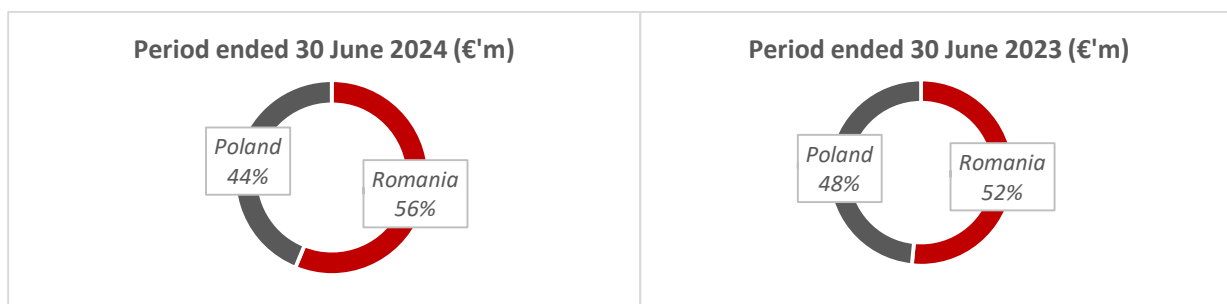 Period ended 30 June 2024 (€'m)
Poland
44%
Romania
56%
Period ended 30 June 2023 (€'m)
Poland
48%
Romania
52%